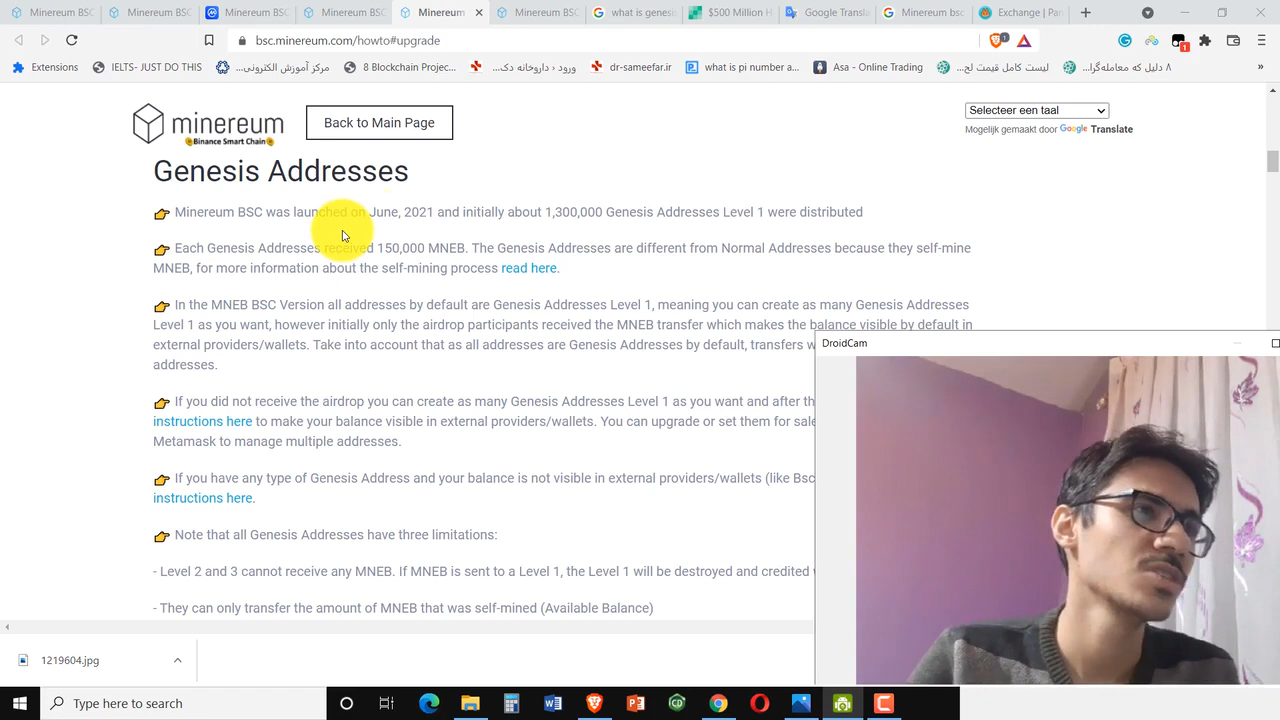 Minereum BSC
Minereum BSC
Minereum BSC
Minereum BSC
Minereum
Minereum BSC
what is genesis
$500 Million H
Google Transla
Minereum bsc
Exchange | Pan
bsc.minereum.com/howto#upgrade
1
1
Extensions
IELTS- JUST DO THIS
مرکز آموزش الکترونی...
8 Blockchain Projec...
ورود › داروخانه دک...
dr-sameefar.ir
what is pi number a...
Asa - Online Trading
لیست کامل قیمت لح...
۸ دلیل که معامله‌گرا...
»
minereum
Binance Smart Chain
Back to Main Page
Selecteer een taal
Mogelijk gemaakt door Google Translate
Genesis Addresses
Minereum BSC was launched on June, 2021 and initially about 1,300,000 Genesis Addresses Level 1 were distributed
Each Genesis Addresses received 150,000 MNEB. The Genesis Addresses are different from Normal Addresses because they self-mine
MNEB, for more information about the self-mining process read here.
In the MNEB BSC Version all addresses by default are Genesis Addresses Level 1, meaning you can create as many Genesis Addresses
Level 1 as you want, however initially only the airdrop participants received the MNEB transfer which makes the balance visible by default in
external providers/wallets. Take into account that as all addresses are Genesis Addresses by default, transfers w
addresses.
If you did not receive the airdrop you can create as many Genesis Addresses Level 1 as you want and after th
instructions here to make your balance visible in external providers/wallets. You can upgrade or set them for sale
Metamask to manage multiple addresses.
If you have any type of Genesis Address and your balance is not visible in external providers/wallets (like Bsc
instructions here.
Note that all Genesis Addresses have three limitations:
- Level 2 and 3 cannot receive any MNEB. If MNEB is sent to a Level 1, the Level 1 will be destroyed and credited w
- They can only transfer the amount of MNEB that was self-mined (Available Balance)
DroidCam
1219604.jpg
Type here to search